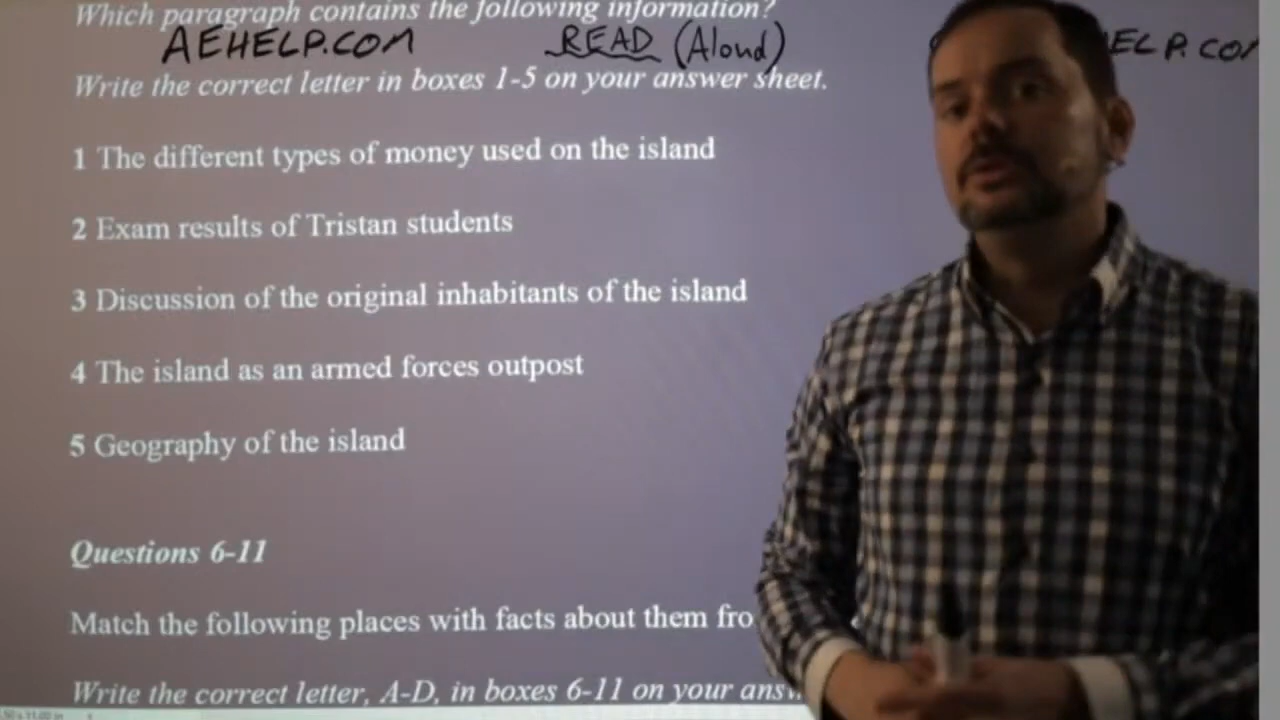 Which paragraph contains the following information?
AEHELP.COM READ (Aloud) ELP.CO
Write the correct letter in boxes 1-5 on your answer sheet.
1 The different types of money used on the island
2 Exam results of Tristan students
3 Discussion of the original inhabitants of the island
4 The island as an armed forces outpost
5 Geography of the island
Questions 6-11
Match the following places with facts about them fro
Write the correct letter, A-D, in boxes 6-11 on your answ